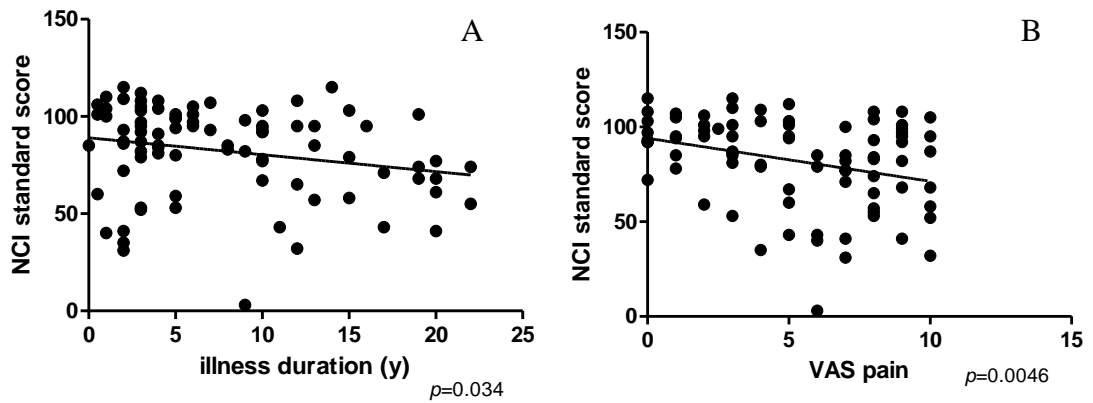 A
NCI standard score
150
100
50
0
0 5 10 15 20 25
illness duration (y)
p=0.034
B
NCI standard score
150
100
50
0
0 5 10 15
VAS pain
p=0.0046